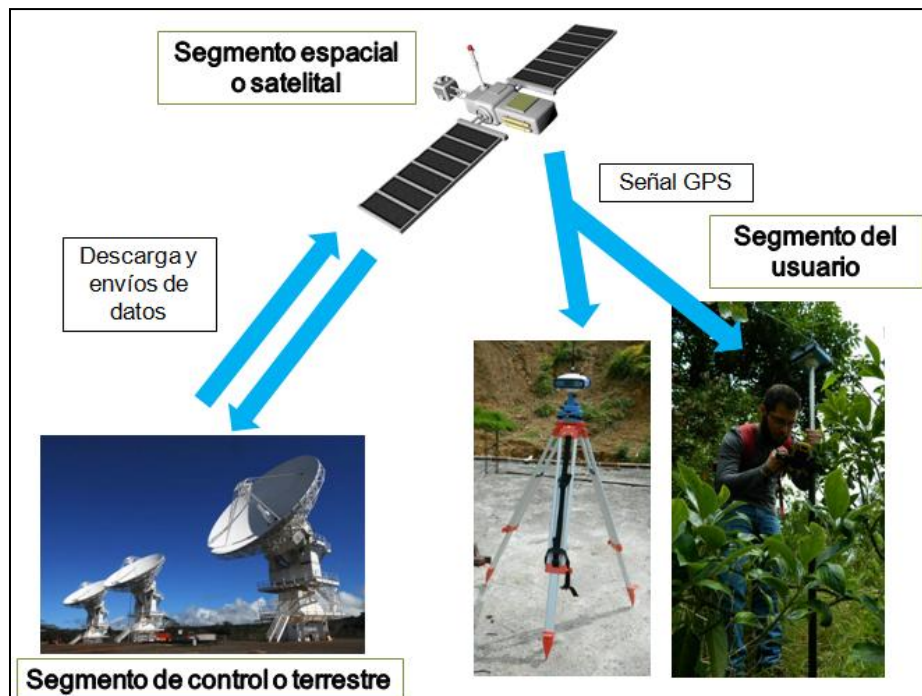 Segmento espacial
o satelital
Señal GPS
Segmento del
usuario
Descarga y
envíos de
datos
Segmento de control o terrestre